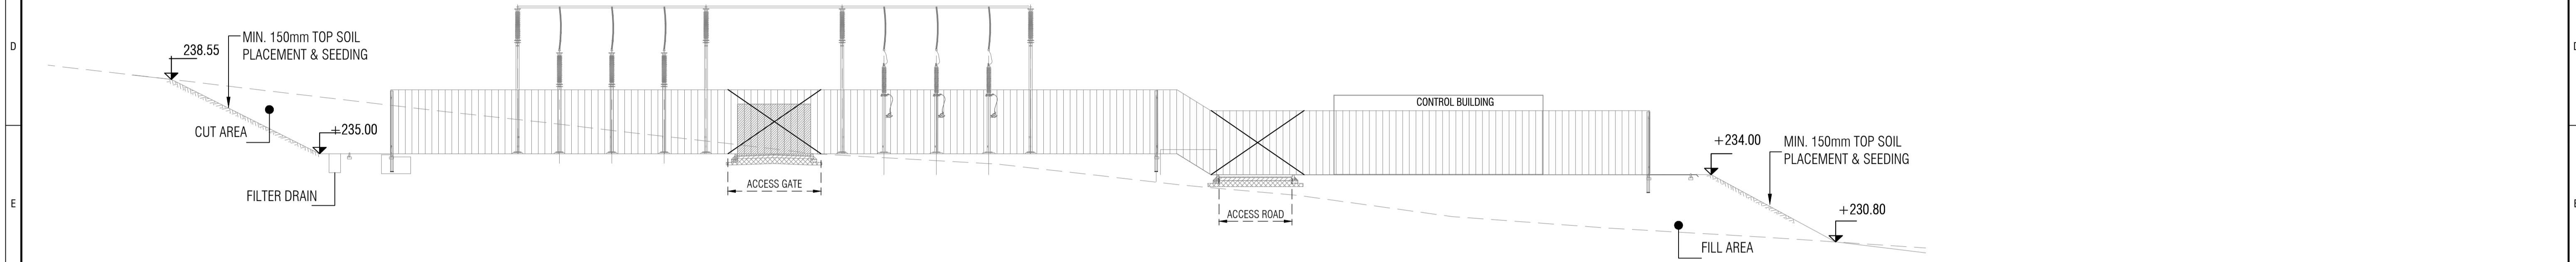 D
E
238.55
MIN. 150mm TOP SOIL
PLACEMENT & SEEDING
CUT AREA
+235.00
FILTER DRAIN
ACCESS GATE
CONTROL BUILDING
ACCESS ROAD
+234.00
MIN. 150mm TOP SOIL
PLACEMENT & SEEDING
+230.80
FILL AREA